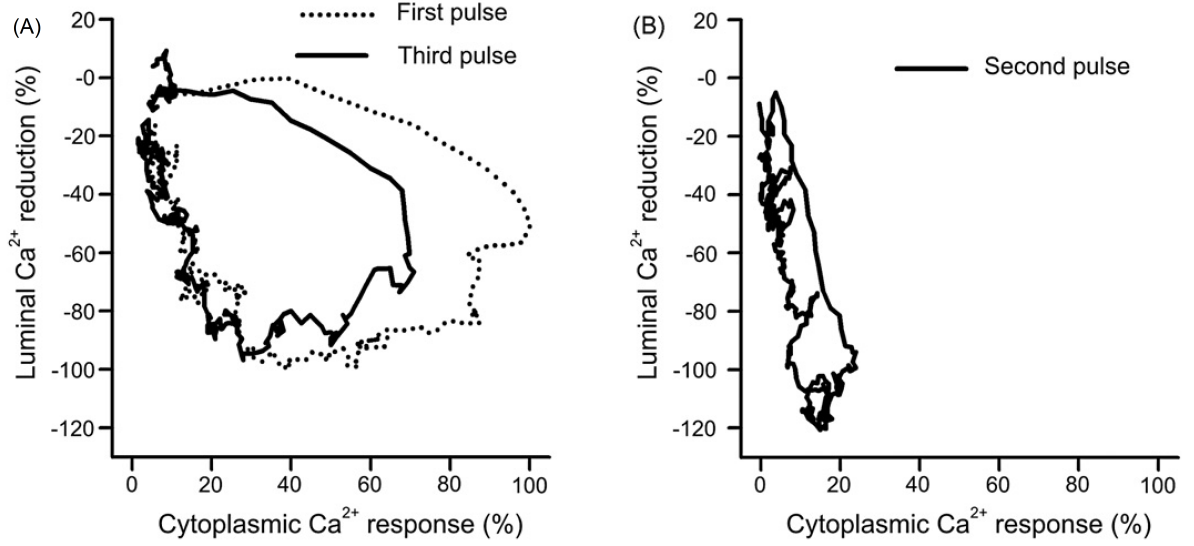 (A)
First pulse
Third pulse
20
-0
-20
-40
-60
-80
-100
-120
Luminal Ca²⁺ reduction (%)
0 20 40 60 80 100
Cytoplasmic Ca²⁺ response (%)
(B)
Second pulse
20
-0
-20
-40
-60
-80
-100
-120
Luminal Ca²⁺ reduction (%)
0 20 40 60 80 100
Cytoplasmic Ca²⁺ response (%)